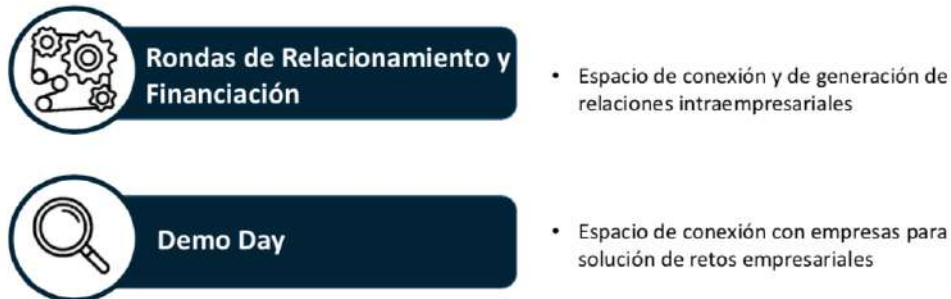 Rondas de Relacionamiento y
Financiación
• Espacio de conexión y de generación de
relaciones intraempresariales
Demo Day
• Espacio de conexión con empresas para
solución de retos empresariales